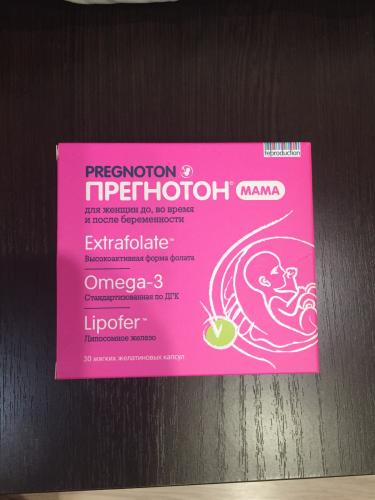 reproduction
PREGNOTON
ПРЕГНОТОН® МАМА
для женщин до, во время
и после беременности
Extrafolate™
Высокоактивная форма фолата
Omega-3
Стандартизованная по ДГК
Lipofer™
Липосомное железо
30 мягких желатиновых капсул